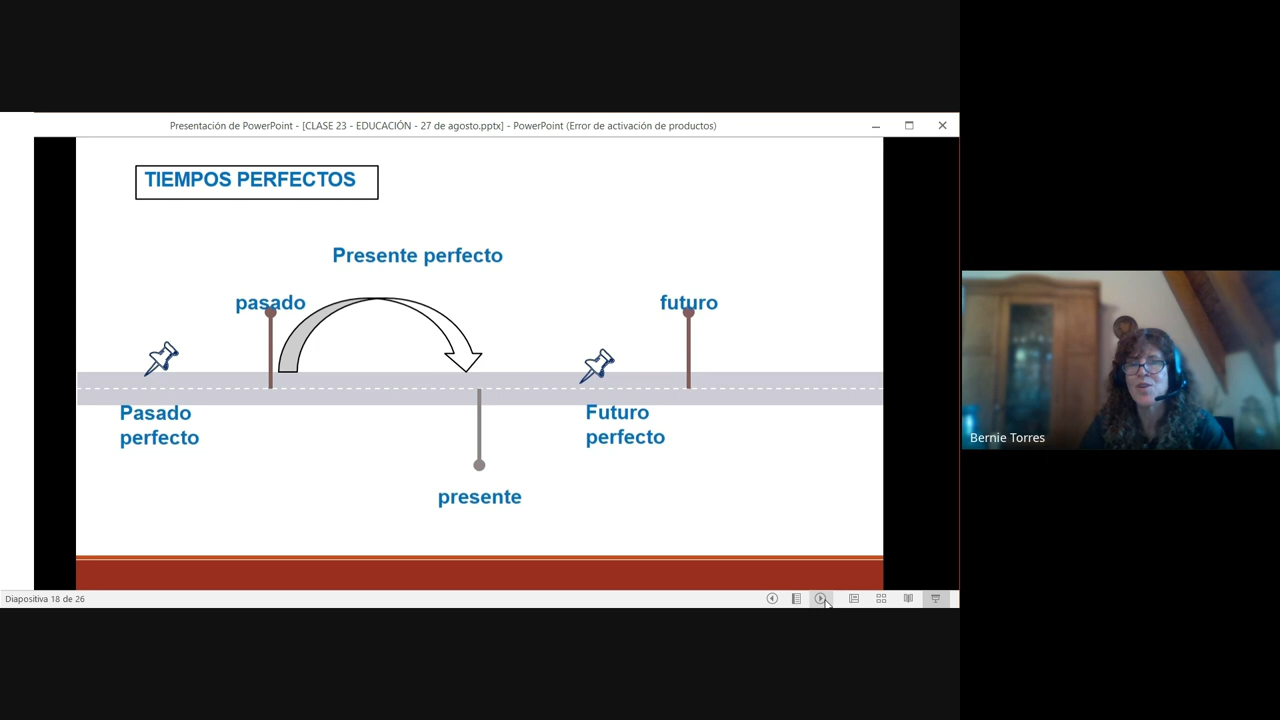 Presentación de PowerPoint - [CLASE 23 - EDUCACIÓN - 27 de agosto.pptx] - PowerPoint (Error de activación de productos)
TIEMPOS PERFECTOS
Presente perfecto
pasado
futuro
Pasado
perfecto
Futuro
perfecto
presente
Bernie Torres
Diapositiva 18 de 26